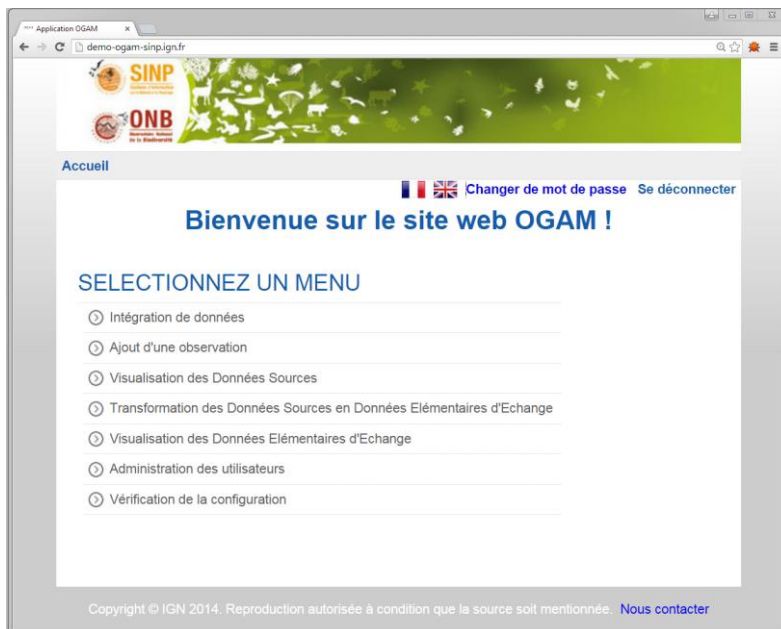 Application OGAM
demo-ogam-sinp.ign.fr
SINP
ONB
Accueil
Changer de mot de passe Se déconnecter
Bienvenue sur le site web OGAM !
SELECTIONNEZ UN MENU
Intégration de données
Ajout d'une observation
Visualisation des Données Sources
Transformation des Données Sources en Données Elémentaires d'Echange
Visualisation des Données Elémentaires d'Echange
Administration des utilisateurs
Vérification de la configuration
Copyright © IGN 2014. Reproduction autorisée à condition que la source soit mentionnée. Nous contacter